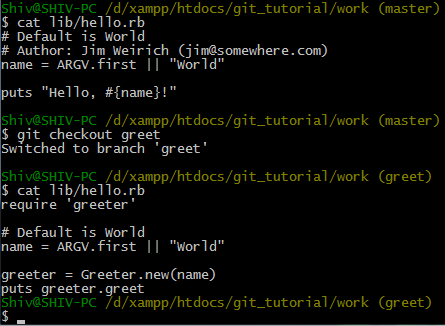 Shiv@SHIV-PC /d/xampp/htdocs/git_tutorial/work (master)
$ cat lib/hello.rb
# Default is World
# Author: Jim Weirich (jim@somewhere.com)
name = ARGV.first || "World"

puts "Hello, #{name}!"

Shiv@SHIV-PC /d/xampp/htdocs/git_tutorial/work (master)
$ git checkout greet
Switched to branch 'greet'

Shiv@SHIV-PC /d/xampp/htdocs/git_tutorial/work (greet)
$ cat lib/hello.rb
require 'greeter'

# Default is World
name = ARGV.first || "World"

greeter = Greeter.new(name)
puts greeter.greet
Shiv@SHIV-PC /d/xampp/htdocs/git_tutorial/work (greet)
$